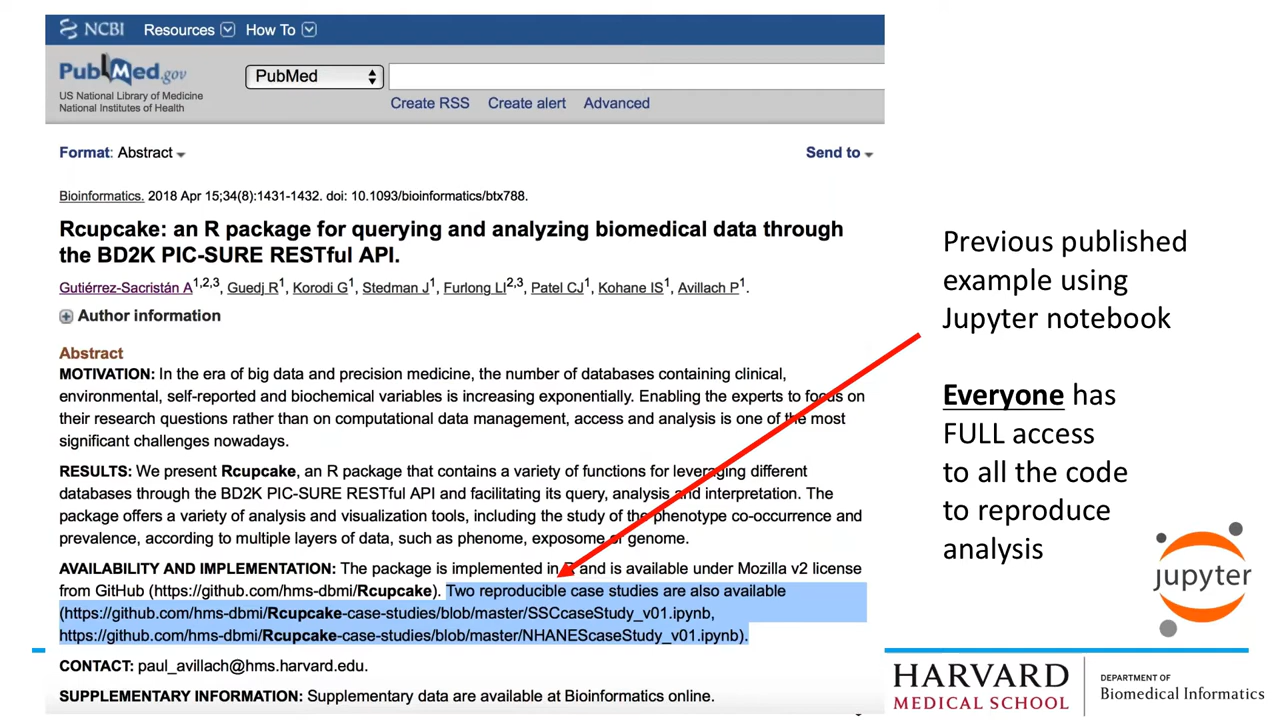 NCBI Resources How To
PubMed.gov
US National Library of Medicine
National Institutes of Health
PubMed
Create RSS Create alert Advanced
Format: Abstract
Send to
Bioinformatics. 2018 Apr 15;34(8):1431-1432. doi: 10.1093/bioinformatics/btx788.
Rcupcake: an R package for querying and analyzing biomedical data through
the BD2K PIC-SURE RESTful API.
Gutiérrez-Sacristán A1,2,3, Guedj R1, Korodi G1, Stedman J1, Furlong LI2,3, Patel CJ1, Kohane IS1, Avillach P1.
Author information
Abstract
MOTIVATION: In the era of big data and precision medicine, the number of databases containing clinical,
environmental, self-reported and biochemical variables is increasing exponentially. Enabling the experts to focus on
their research questions rather than on computational data management, access and analysis is one of the most
significant challenges nowadays.
RESULTS: We present Rcupcake, an R package that contains a variety of functions for leveraging different
databases through the BD2K PIC-SURE RESTful API and facilitating its query, analysis and interpretation. The
package offers a variety of analysis and visualization tools, including the study of the phenotype co-occurrence and
prevalence, according to multiple layers of data, such as phenome, exposome or genome.
AVAILABILITY AND IMPLEMENTATION: The package is implemented in R and is available under Mozilla v2 license
from GitHub (https://github.com/hms-dbmi/Rcupcake). Two reproducible case studies are also available
(https://github.com/hms-dbmi/Rcupcake-case-studies/blob/master/SSCcaseStudy_v01.ipynb,
https://github.com/hms-dbmi/Rcupcake-case-studies/blob/master/NHANEScaseStudy_v01.ipynb).
CONTACT: paul_avillach@hms.harvard.edu.
SUPPLEMENTARY INFORMATION: Supplementary data are available at Bioinformatics online.
Previous published
example using
Jupyter notebook
Everyone has
FULL access
to all the code
to reproduce
analysis
jupyter
HARVARD
MEDICAL SCHOOL
DEPARTMENT OF
Biomedical Informatics